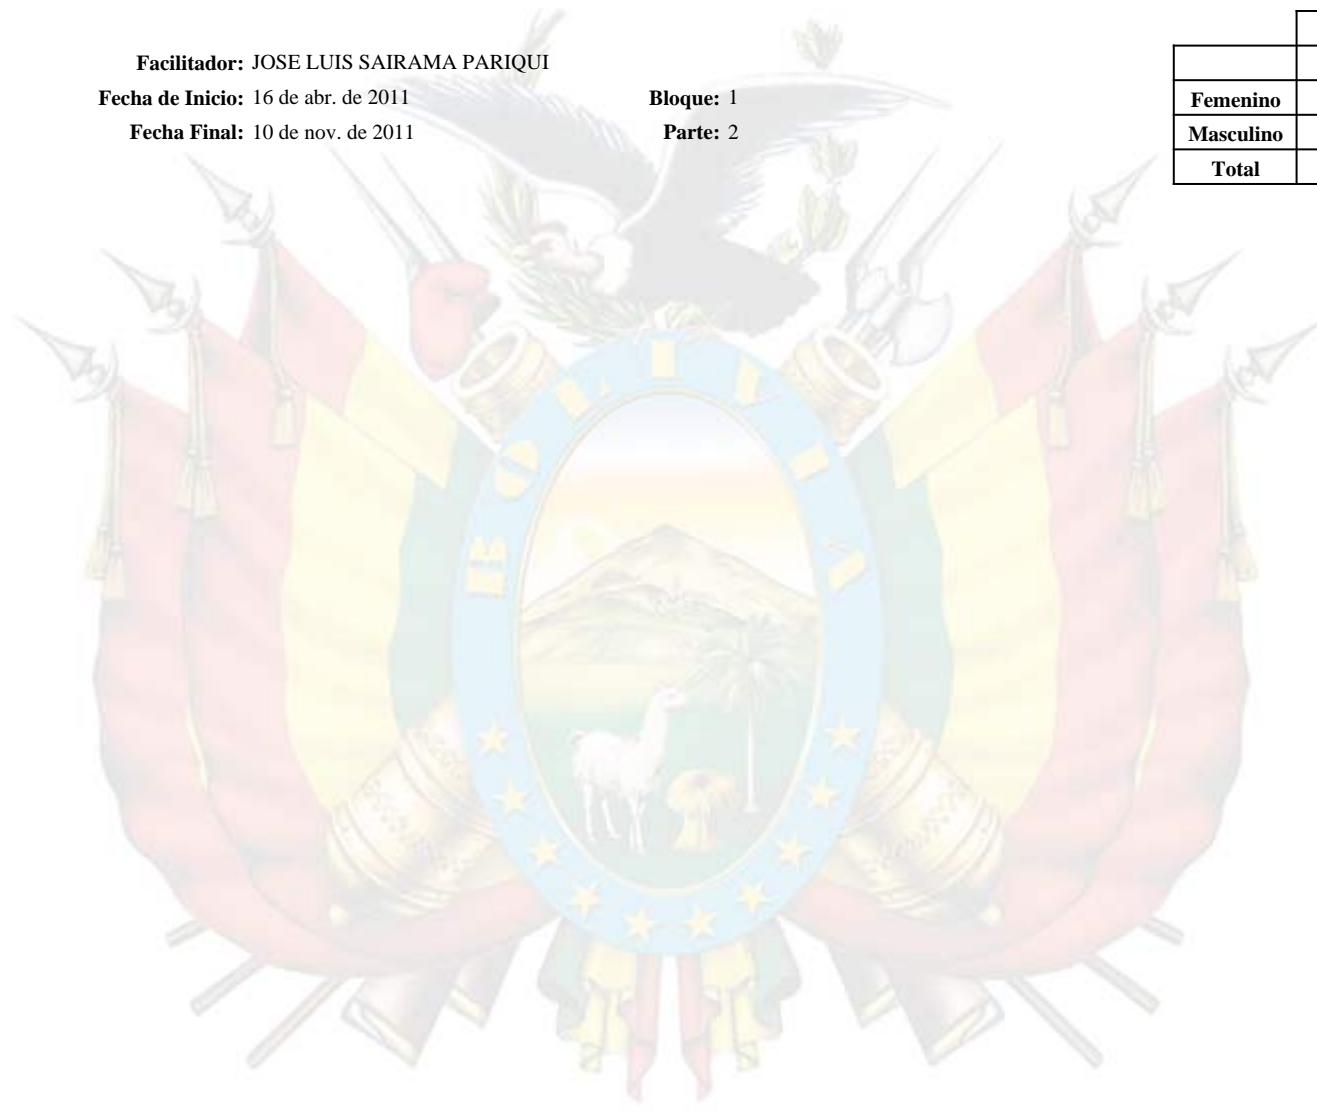 Facilitador: JOSE LUIS SAIRAMA PARIQUI
Fecha de Inicio: 16 de abr. de 2011 Bloque: 1
Fecha Final: 10 de nov. de 2011 Parte: 2
Femenino
Masculino
Total
BOLIVIA